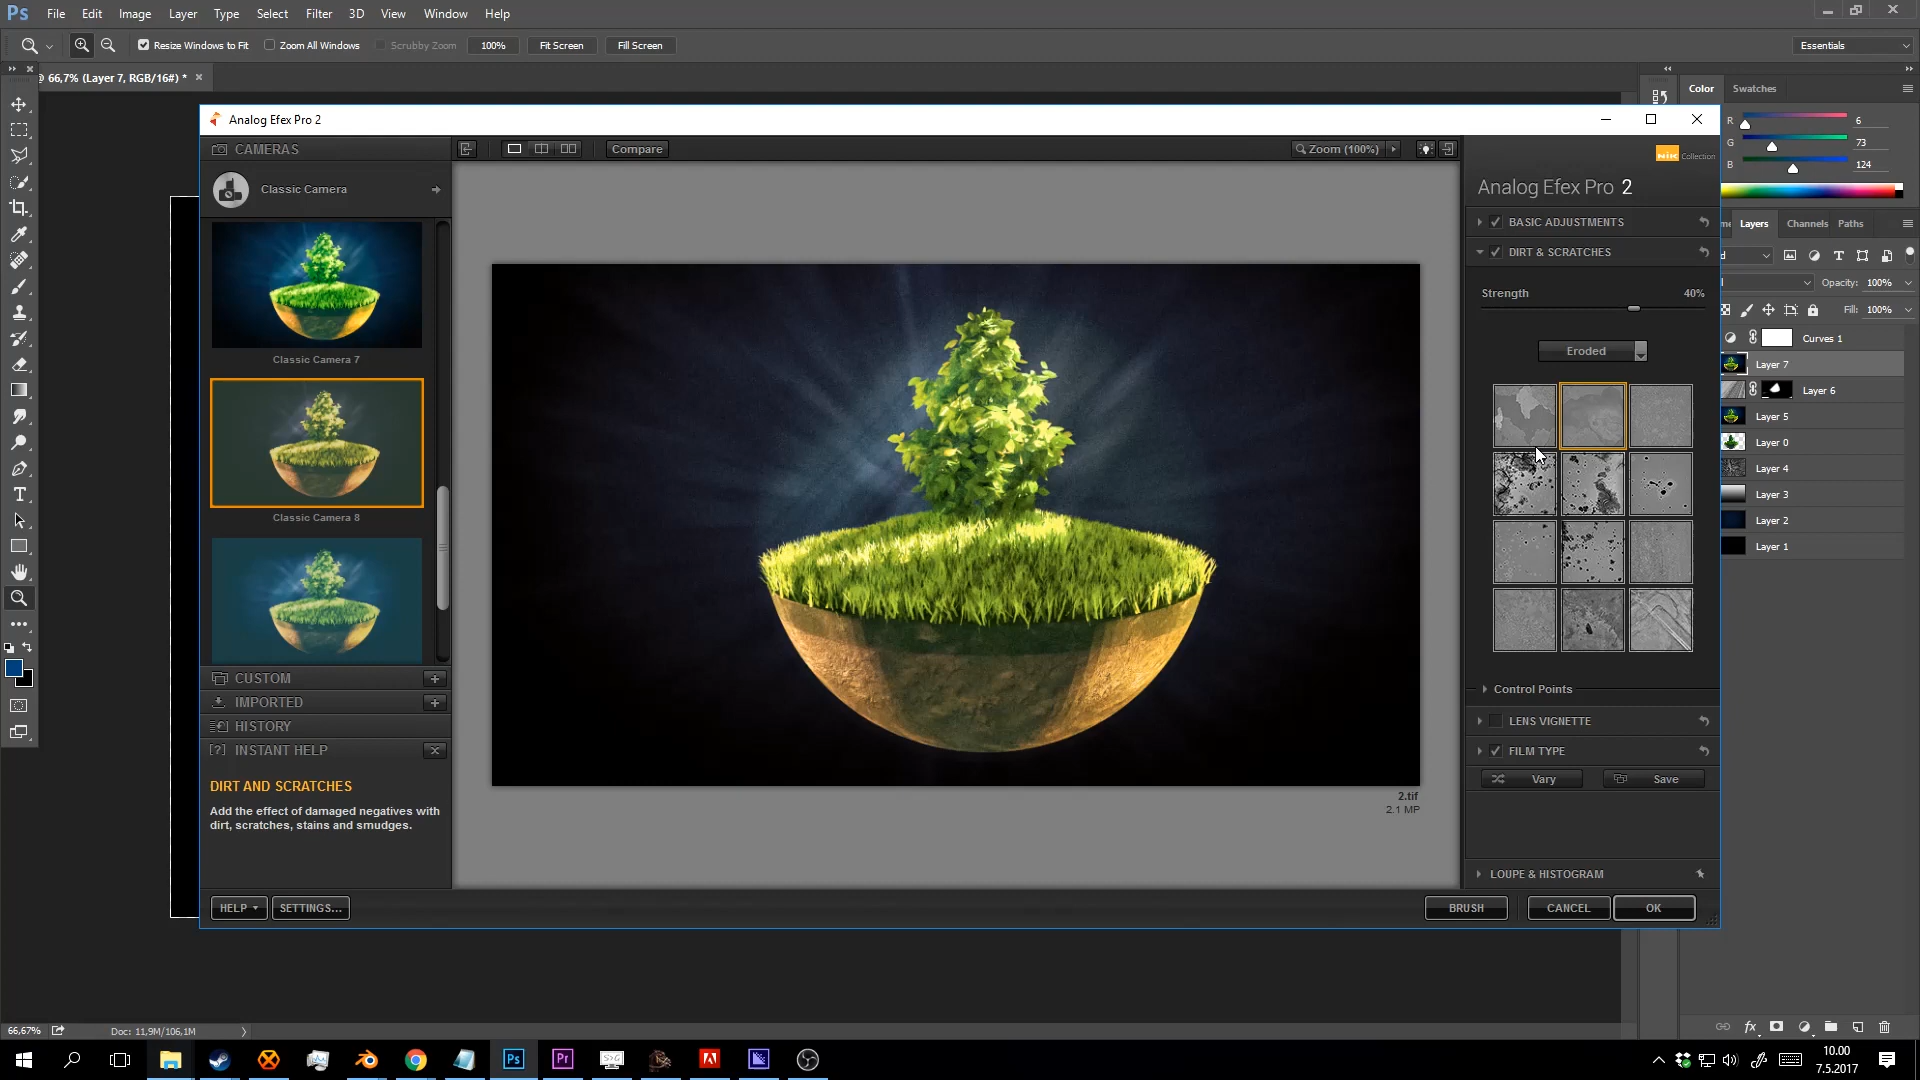 Ps File Edit Image Layer Type Select Filter 3D View Window Help
Resize Windows to Fit Zoom All Windows Scrubby Zoom 100% Fit Screen Fill Screen Essentials
@ 66,7% (Layer 7, RGB/16#) *
Color Swatches
Analog Efex Pro 2
R 6
G 73
B 124
CAMERAS
Compare
Zoom (100%)
Nik Collection
Classic Camera
Analog Efex Pro 2
BASIC ADJUSTMENTS
Layers Channels Paths
DIRT & SCRATCHES
Opacity: 100%
Strength 40%
Fill: 100%
Curves 1
Eroded
Classic Camera 7
Layer 7
Layer 6
Layer 5
Layer 0
Layer 4
Layer 3
Classic Camera 8
Layer 2
Layer 1
CUSTOM
Control Points
IMPORTED
LENS VIGNETTE
HISTORY
INSTANT HELP
FILM TYPE
Vary Save
DIRT AND SCRATCHES
2.tif
Add the effect of damaged negatives with
2.1 MP
dirt, scratches, stains and smudges.
LOUPE & HISTOGRAM
HELP SETTINGS... BRUSH CANCEL OK
66,67% Doc: 11,9M/106,1M
Ps Pr
10.00
7.5.2017